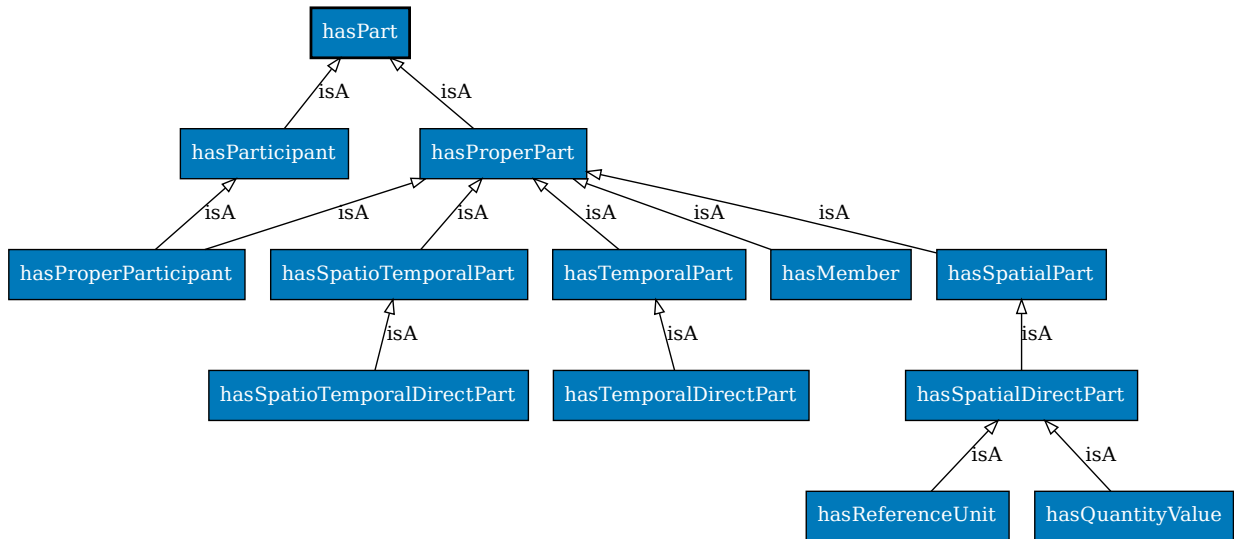 hasPart
isA
isA
hasParticipant
hasProperPart
isA
isA
isA
isA
isA
isA
hasProperParticipant
hasSpatioTemporalPart
hasTemporalPart
hasMember
hasSpatialPart
isA
isA
isA
hasSpatioTemporalDirectPart
hasTemporalDirectPart
hasSpatialDirectPart
isA
isA
hasReferenceUnit
hasQuantityValue